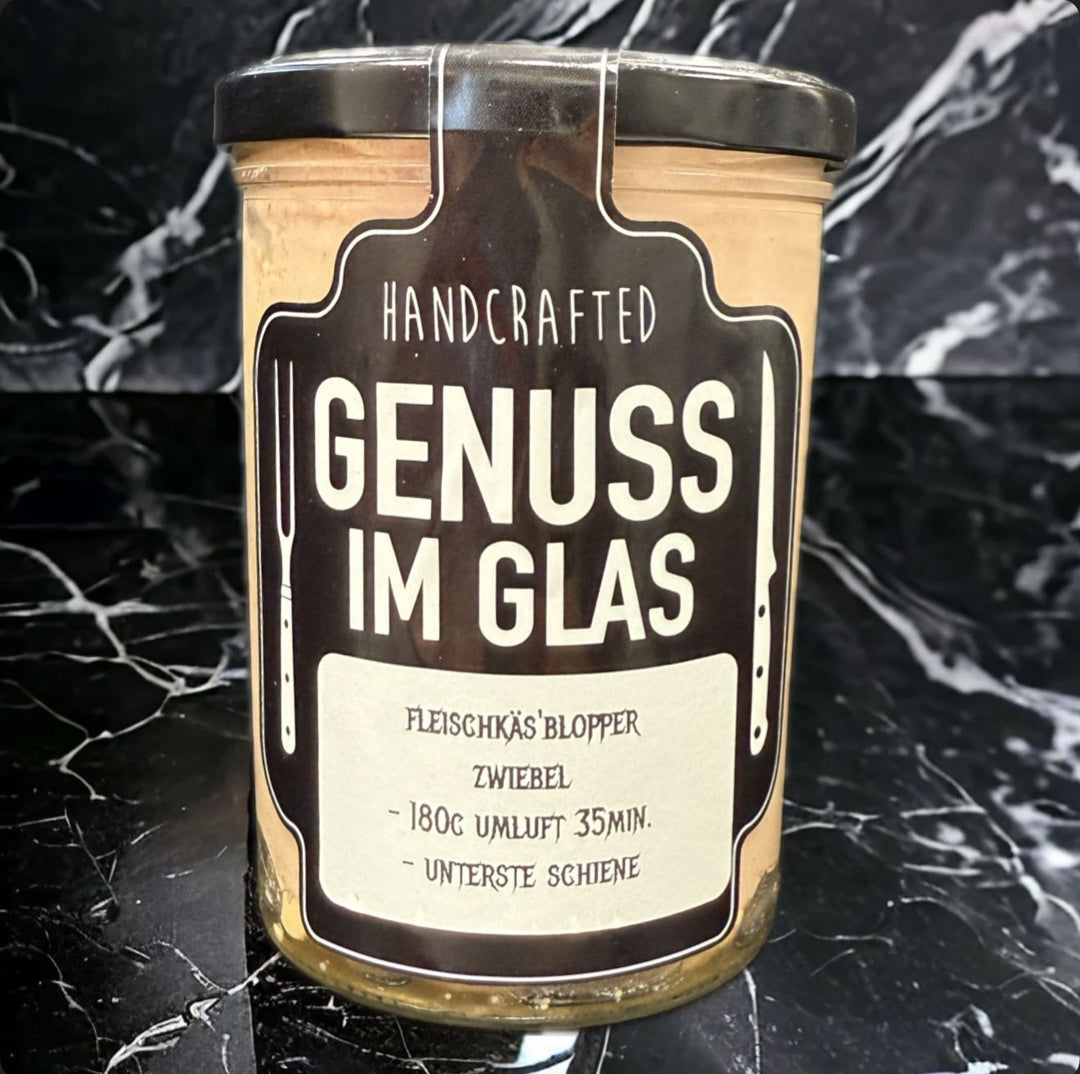 HANDCRAFTED
GENUSS
IM GLAS
FLEISCHKÄS'BLOPPER
ZWIEBEL
- 180C UMLUFT 35MIN.
- UNTERSTE SCHIENE